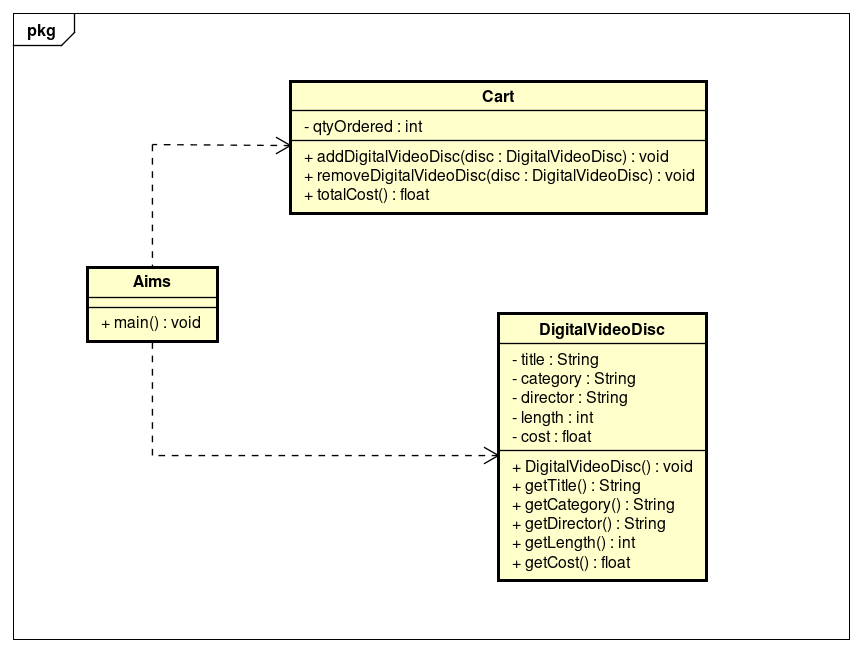 pkg
Cart
- qtyOrdered : int
+ addDigitalVideoDisc(disc : DigitalVideoDisc) : void
+ removeDigitalVideoDisc(disc : DigitalVideoDisc) : void
+ totalCost() : float
Aims
+ main() : void
DigitalVideoDisc
- title : String
- category : String
- director : String
- length : int
- cost : float
+ DigitalVideoDisc() : void
+ getTitle() : String
+ getCategory() : String
+ getDirector() : String
+ getLength() : int
+ getCost() : float